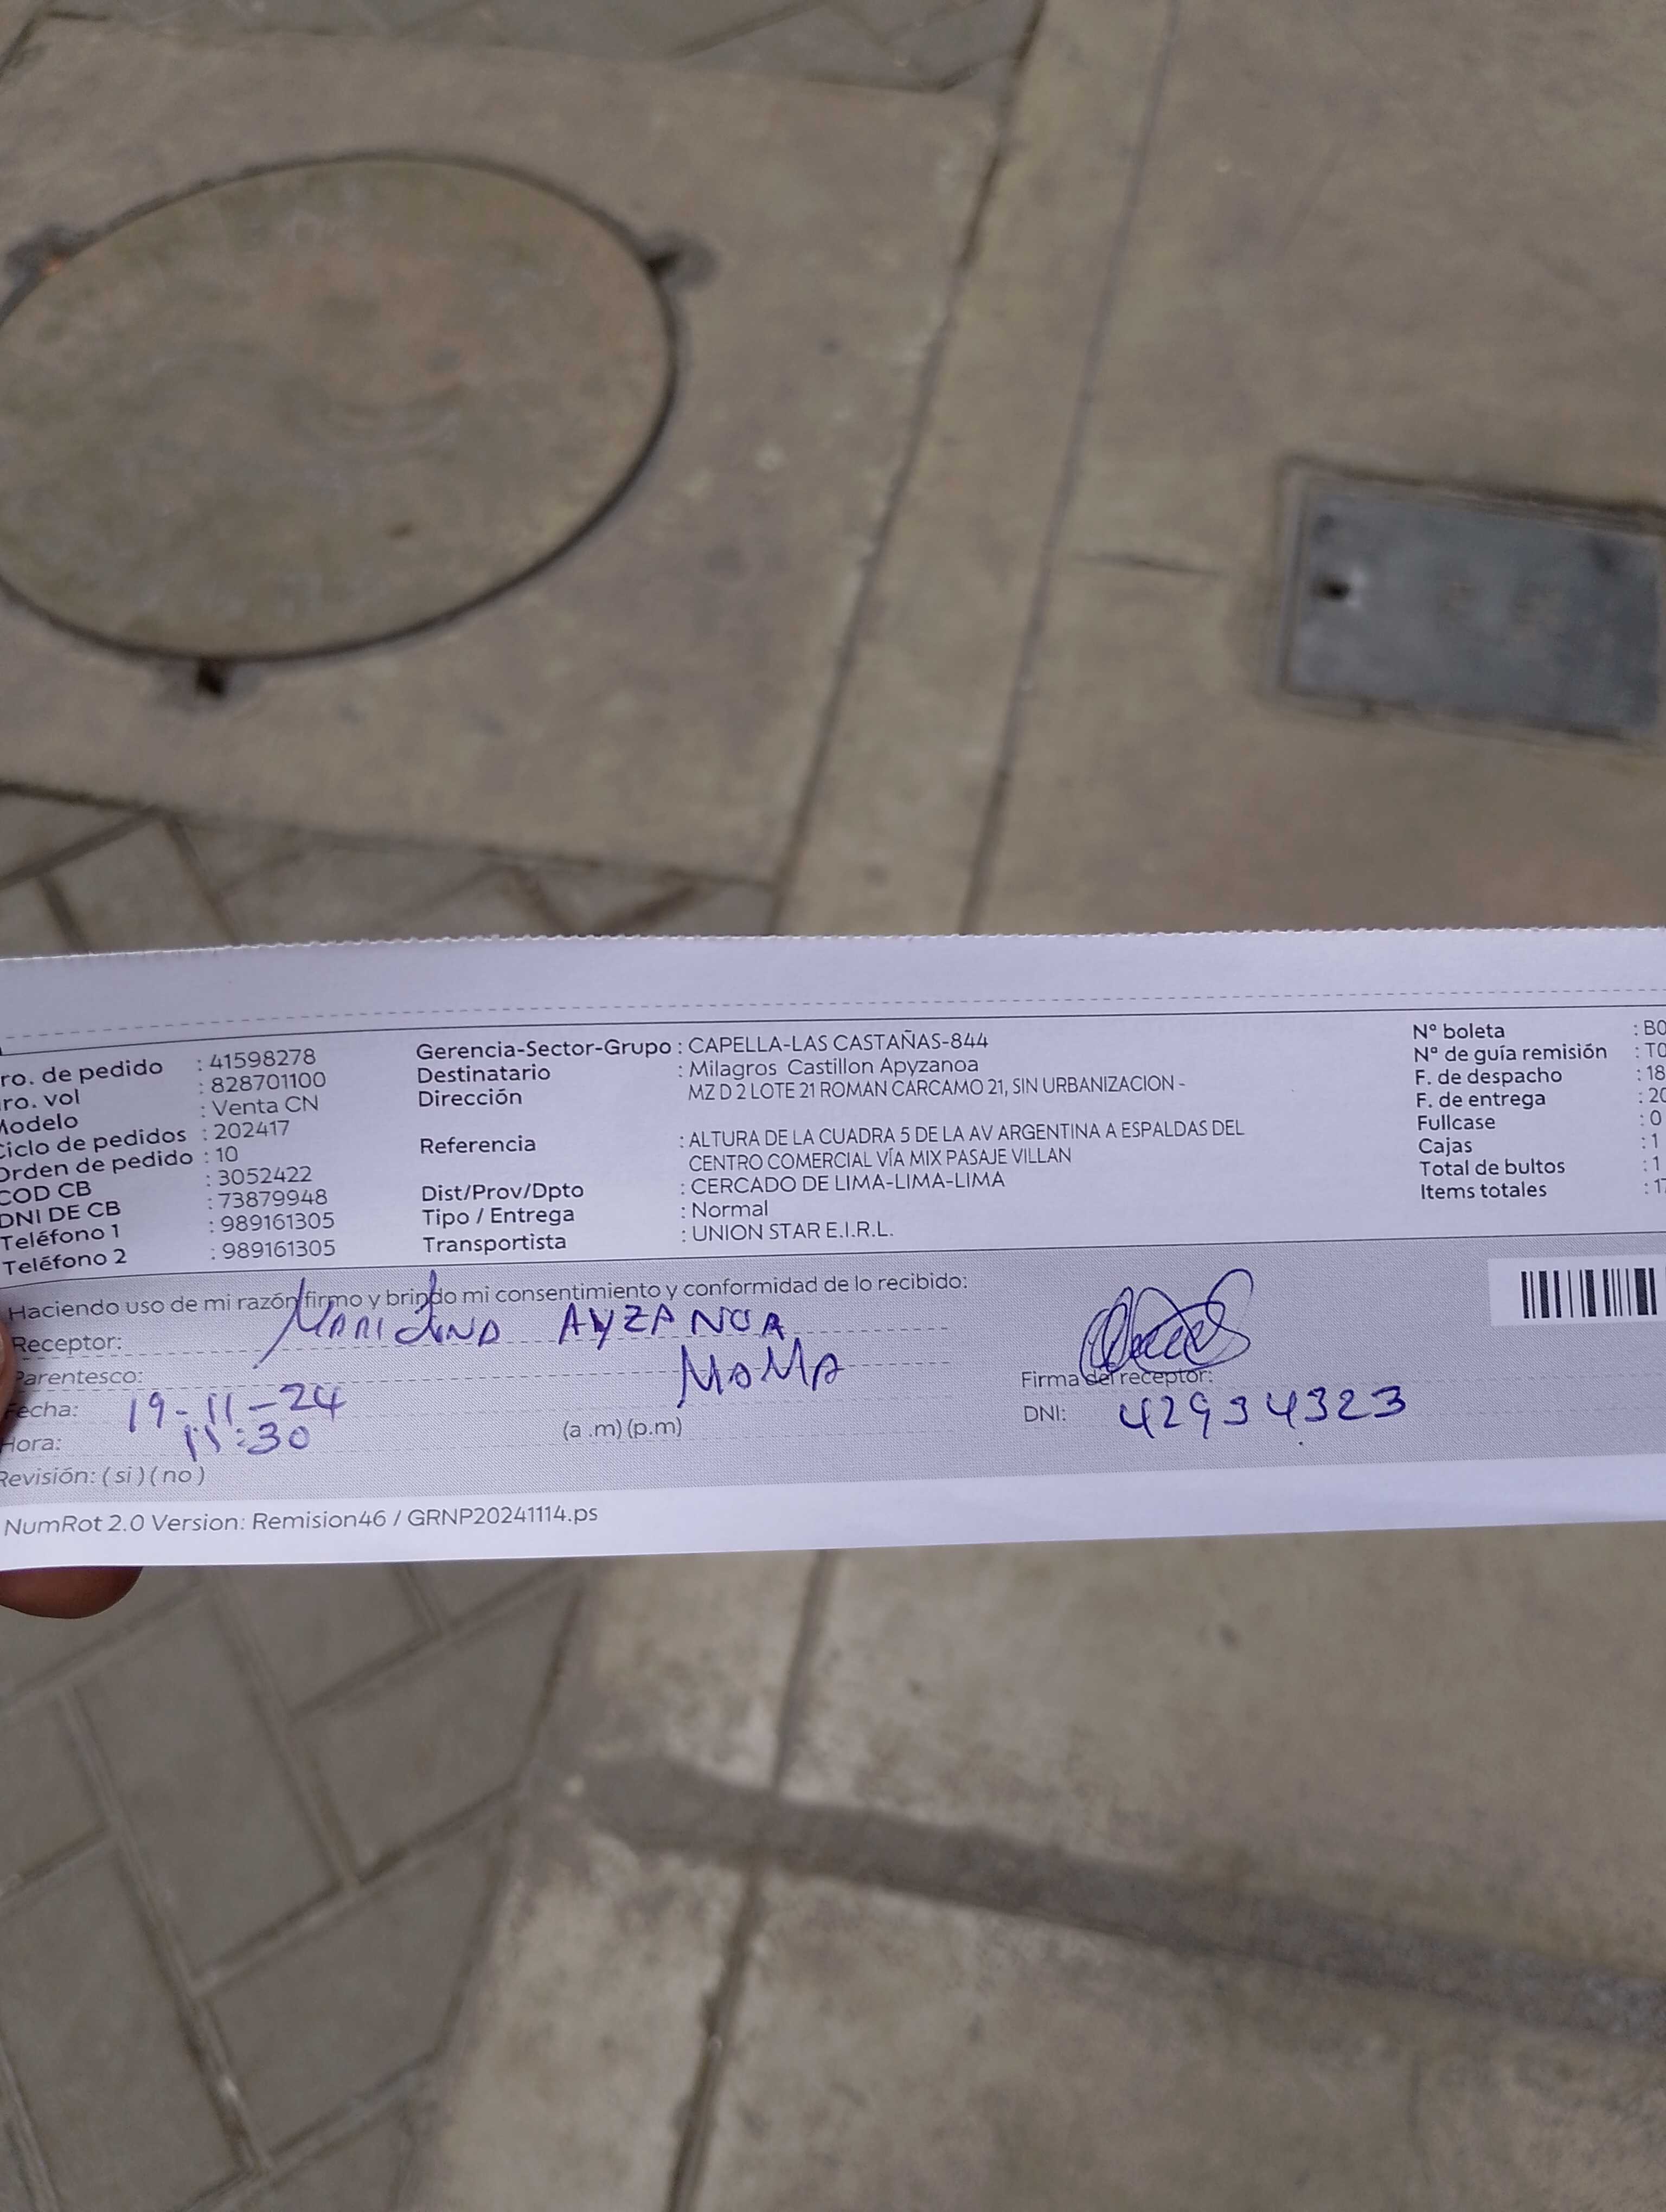 ro. de pedido : 41598278
ro. vol : 828701100
Modelo : Venta CN
Ciclo de pedidos : 202417
Orden de pedido : 10
COD CB : 3052422
DNI DE CB : 73879948
Teléfono 1 : 989161305
Teléfono 2 : 989161305
Gerencia-Sector-Grupo : CAPELLA-LAS CASTAÑAS-844
Destinatario : Milagros Castillon Apyzanoa
Dirección MZ D 2 LOTE 21 ROMAN CARCAMO 21, SIN URBANIZACION -
Referencia : ALTURA DE LA CUADRA 5 DE LA AV ARGENTINA A ESPALDAS DEL
CENTRO COMERCIAL VÍA MIX PASAJE VILLAN
Dist/Prov/Dpto : CERCADO DE LIMA-LIMA-LIMA
Tipo / Entrega : Normal
Transportista : UNION STAR E.I.R.L.
N° boleta : B0
N° de guía remisión : T0
F. de despacho : 18
F. de entrega : 20
Fullcase : 0
Cajas : 1
Total de bultos : 1
Items totales : 17
Haciendo uso de mi razón firmo y brindo mi consentimiento y conformidad de lo recibido:
Receptor: AYZANOA
Parentesco: MAMA
Fecha: 19-11-24
Hora: 11:30 (a .m) (p.m)
Revisión: ( si ) ( no )
Firma del receptor:
DNI: 42934323
NumRot 2.0 Version: Remision46 / GRNP20241114.ps